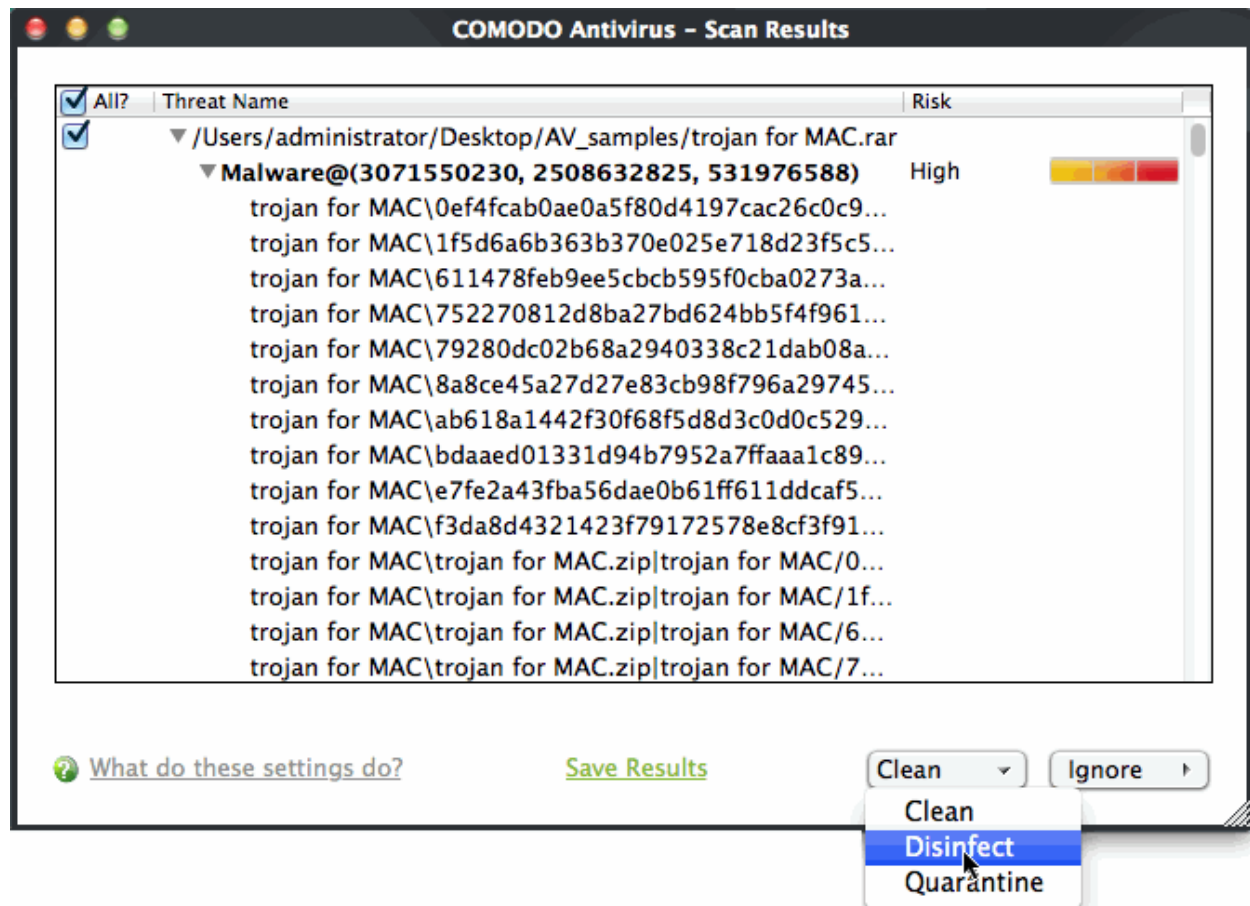 COMODO Antivirus – Scan Results
All? Threat Name Risk
/Users/administrator/Desktop/AV_samples/trojan for MAC.rar
Malware@(3071550230, 2508632825, 531976588) High
trojan for MAC\0ef4fcab0ae0a5f80d4197cac26c0c9...
trojan for MAC\1f5d6a6b363b370e025e718d23f5c5...
trojan for MAC\611478feb9ee5cbcb595f0cba0273a...
trojan for MAC\752270812d8ba27bd624bb5f4f961...
trojan for MAC\79280dc02b68a2940338c21dab08a...
trojan for MAC\8a8ce45a27d27e83cb98f796a29745...
trojan for MAC\ab618a1442f30f68f5d8d3c0d0c529...
trojan for MAC\bdaaed01331d94b7952a7ffaaa1c89...
trojan for MAC\e7fe2a43fba56dae0b61ff611ddcaf5...
trojan for MAC\f3da8d4321423f79172578e8cf3f91...
trojan for MAC\trojan for MAC.zip|trojan for MAC/0...
trojan for MAC\trojan for MAC.zip|trojan for MAC/1f...
trojan for MAC\trojan for MAC.zip|trojan for MAC/6...
trojan for MAC\trojan for MAC.zip|trojan for MAC/7...
What do these settings do? Save Results Clean Ignore
Clean
Disinfect
Quarantine